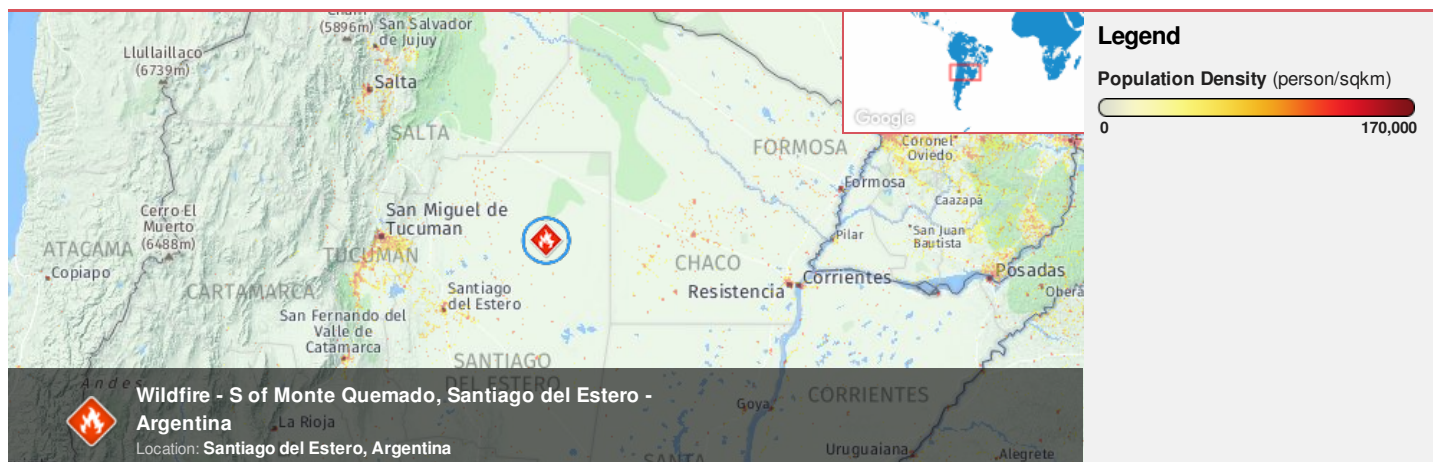 (5896m)
San Salvador
de Jujuy
Llullaillaco
(6739m)
Salta
SALTA
FORMOSA
Google
Coronel
Oviedo
Formosa
Caazapá
Cerro El
Muerto
(6488m)
San Miguel de
Tucuman
Pilar
San Juan
Bautista
ATACAMA
TUCUMAN
Copiapo
CHACO
Posadas
Corrientes
CARTAMARCA
Santiago
del Estero
Resistencia
Obera
San Fernando del
Valle de
Catamarca
SANTIAGO
DEL ESTERO
Andes
CORRIENTES
Goya
La Rioja
Uruguaiana
Alegrete
SANTA
Wildfire - S of Monte Quemado, Santiago del Estero -
Argentina
Location: Santiago del Estero, Argentina
Legend
Population Density (person/sqkm)
0 170,000